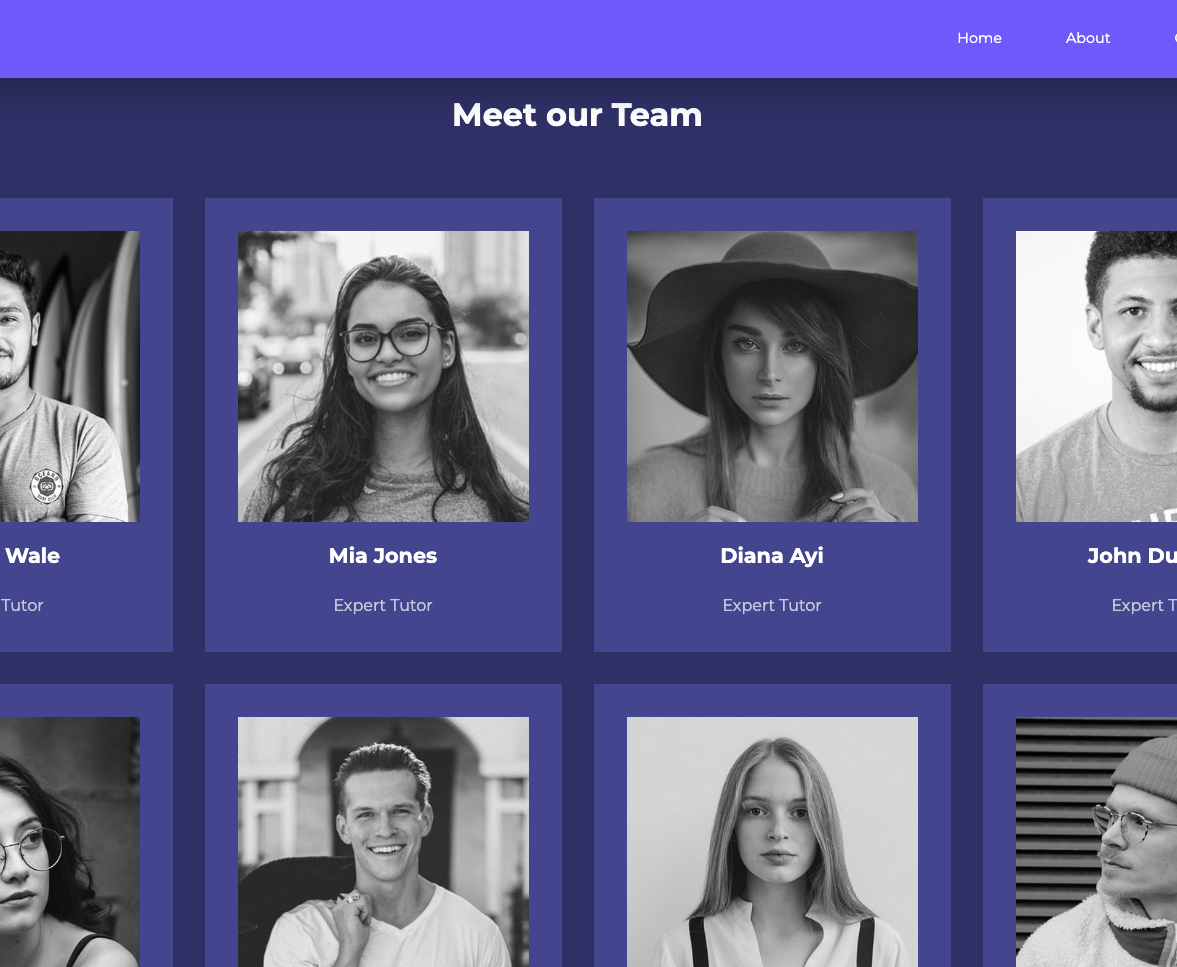 Home About
Meet our Team
Wale
Mia Jones
Diana Ayi
John Du
Tutor
Expert Tutor
Expert Tutor
Expert T